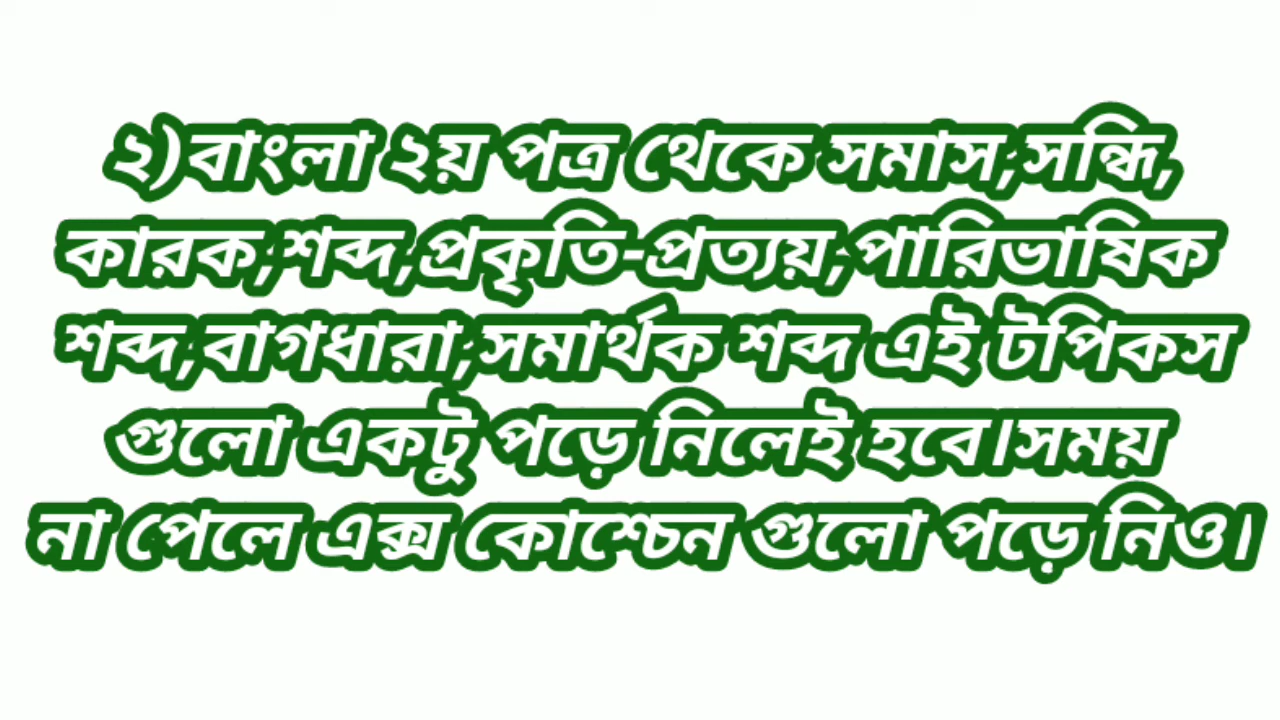 ২)বাংলা ২য় পত্র থেকে সমাস,সন্ধি,
কারক,শব্দ,প্রকৃতি-প্রত্যয়,পারিভাষিক
শব্দ,বাগধারা,সমার্থক শব্দ এই টপিকস
গুলো একটু পড়ে নিলেই হবে।সময়
না পেলে এক্স কোশ্চেন গুলো পড়ে নিও।